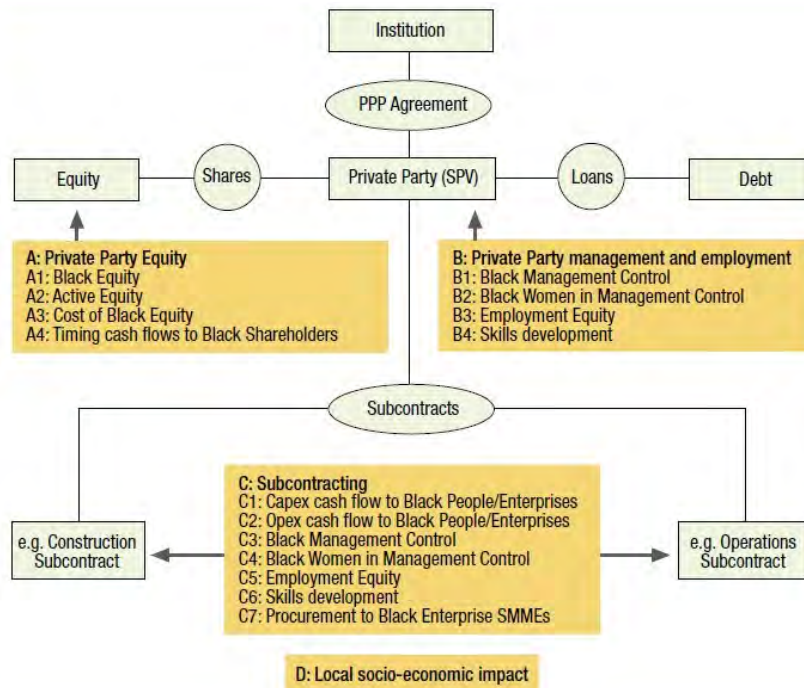 Institution
PPP Agreement
Equity
Shares
Private Party (SPV)
Loans
Debt
A: Private Party Equity
A1: Black Equity
A2: Active Equity
A3: Cost of Black Equity
A4: Timing cash flows to Black Shareholders
B: Private Party management and employment
B1: Black Management Control
B2: Black Women in Management Control
B3: Employment Equity
B4: Skills development
Subcontracts
C: Subcontracting
C1: Capex cash flow to Black People/Enterprises
C2: Opex cash flow to Black People/Enterprises
C3: Black Management Control
C4: Black Women in Management Control
C5: Employment Equity
C6: Skills development
C7: Procurement to Black Enterprise SMMEs
e.g. Construction
Subcontract
e.g. Operations
Subcontract
D: Local socio-economic impact